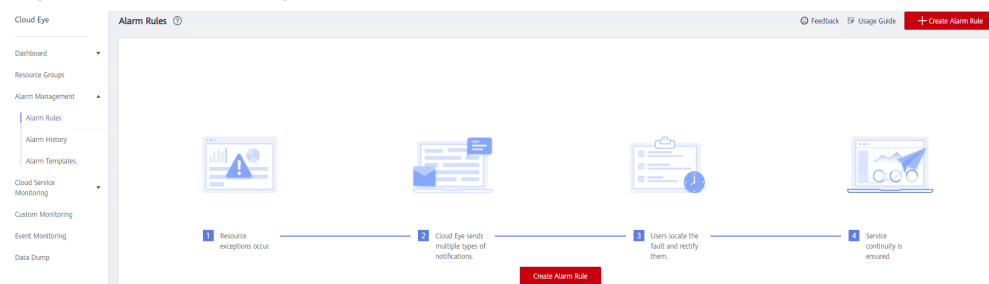 Cloud Eye
Alarm Rules
Feedback
Usage Guide
Create Alarm Rule
Dashboard
Resource Groups
Alarm Management
Alarm Rules
Alarm History
Alarm Templates
Cloud Service
Monitoring
Custom Monitoring
Event Monitoring
Data Dump
1 Resource
exceptions occur.
2 Cloud Eye sends
multiple types of
notifications.
3 Users locate the
fault and rectify
them.
4 Service
continuity is
ensured.
Create Alarm Rule